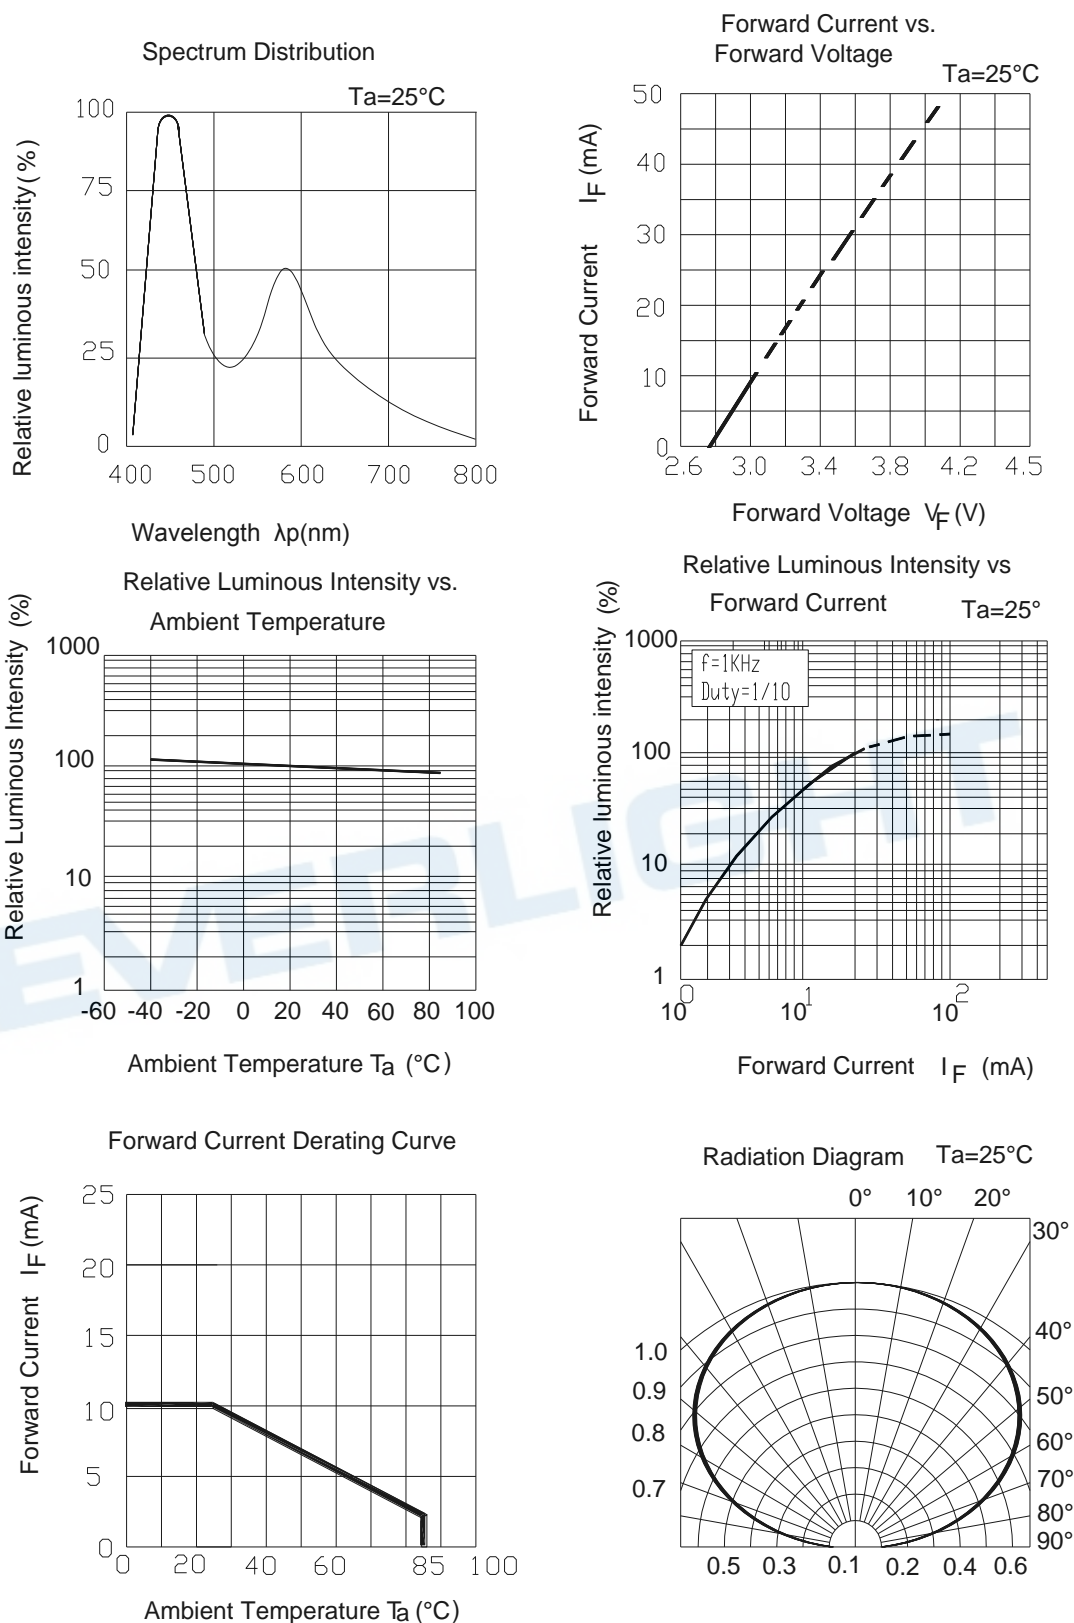 Spectrum Distribution
Ta=25°C
Relative luminous intensity(%)
100
75
50
25
0
400 500 600 700 800
Wavelength λp(nm)
Forward Current vs.
Forward Voltage
Ta=25°C
Forward Current IF (mA)
50
40
30
20
10
0
2.6 3.0 3.4 3.8 4.2 4.5
Forward Voltage VF (V)
Relative Luminous Intensity vs.
Ambient Temperature
Relative Luminous Intensity (%)
1000
100
10
1
-60 -40 -20 0 20 40 60 80 100
Ambient Temperature Ta (°C)
Relative Luminous Intensity vs
Forward Current
Ta=25°
Relative luminous intensity (%)
f=1KHz
Duty=1/10
1000
100
10
1
10⁰ 10¹ 10²
Forward Current IF (mA)
EVERLIGHT
Forward Current Derating Curve
Forward Current IF (mA)
25
20
15
10
5
0
0 20 40 60 85 100
Ambient Temperature Ta (°C)
Radiation Diagram Ta=25°C
0° 10° 20°
30°
40°
50°
60°
70°
80°
90°
1.0
0.9
0.8
0.7
0.5 0.3 0.1 0.2 0.4 0.6